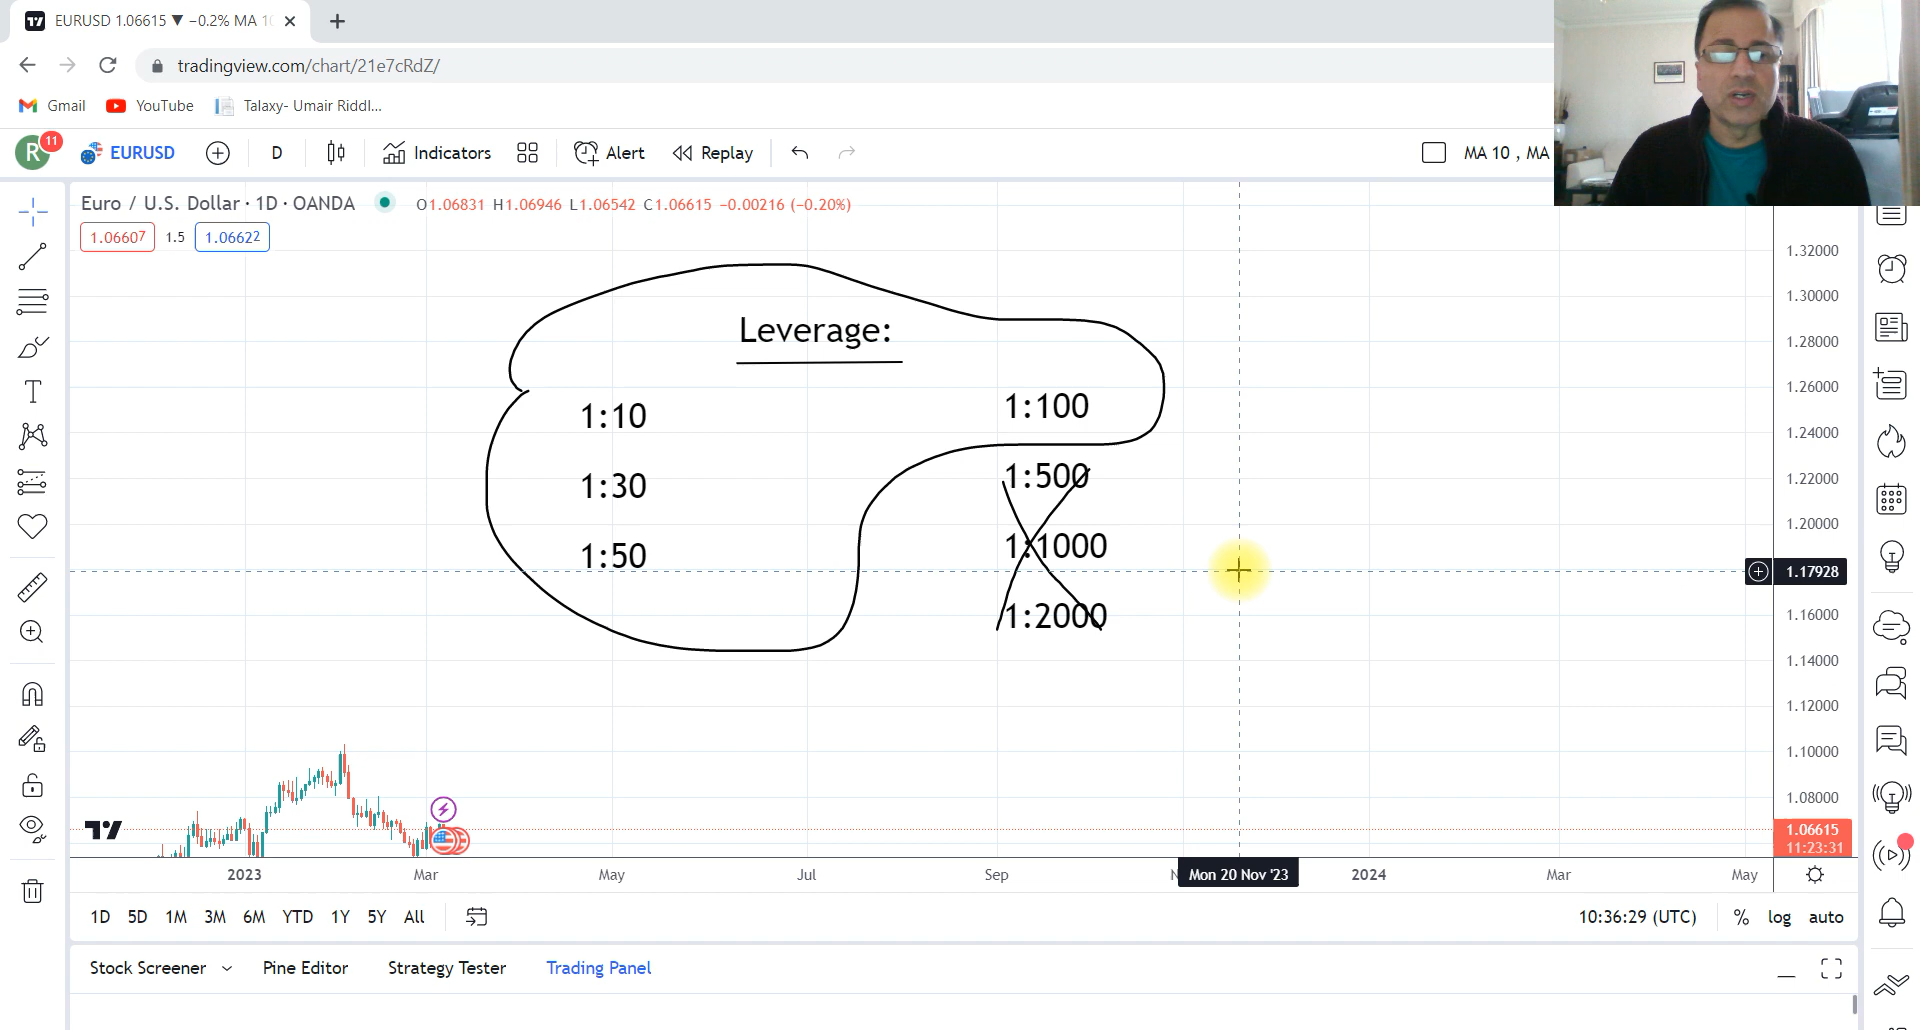 EURUSD 1.06615 ▼ −0.2% MA 10
tradingview.com/chart/21e7cRdZ/
Gmail YouTube Talaxy- Umair Riddl...
R 11 EURUSD D Indicators Alert Replay MA 10 , MA
Euro / U.S. Dollar · 1D · OANDA O1.06831 H1.06946 L1.06542 C1.06615 −0.00216 (−0.20%)
1.06607 1.5 1.06622
Leverage:
1:10
1:30
1:50
1:100
1:500
1:1000
1:2000
1.32000
1.30000
1.28000
1.26000
1.24000
1.22000
1.20000
1.17928
1.16000
1.14000
1.12000
1.10000
1.08000
1.06615
11:23:31
2023 Mar May Jul Sep Mon 20 Nov '23 2024 Mar May
1D 5D 1M 3M 6M YTD 1Y 5Y All 10:36:29 (UTC) % log auto
Stock Screener Pine Editor Strategy Tester Trading Panel